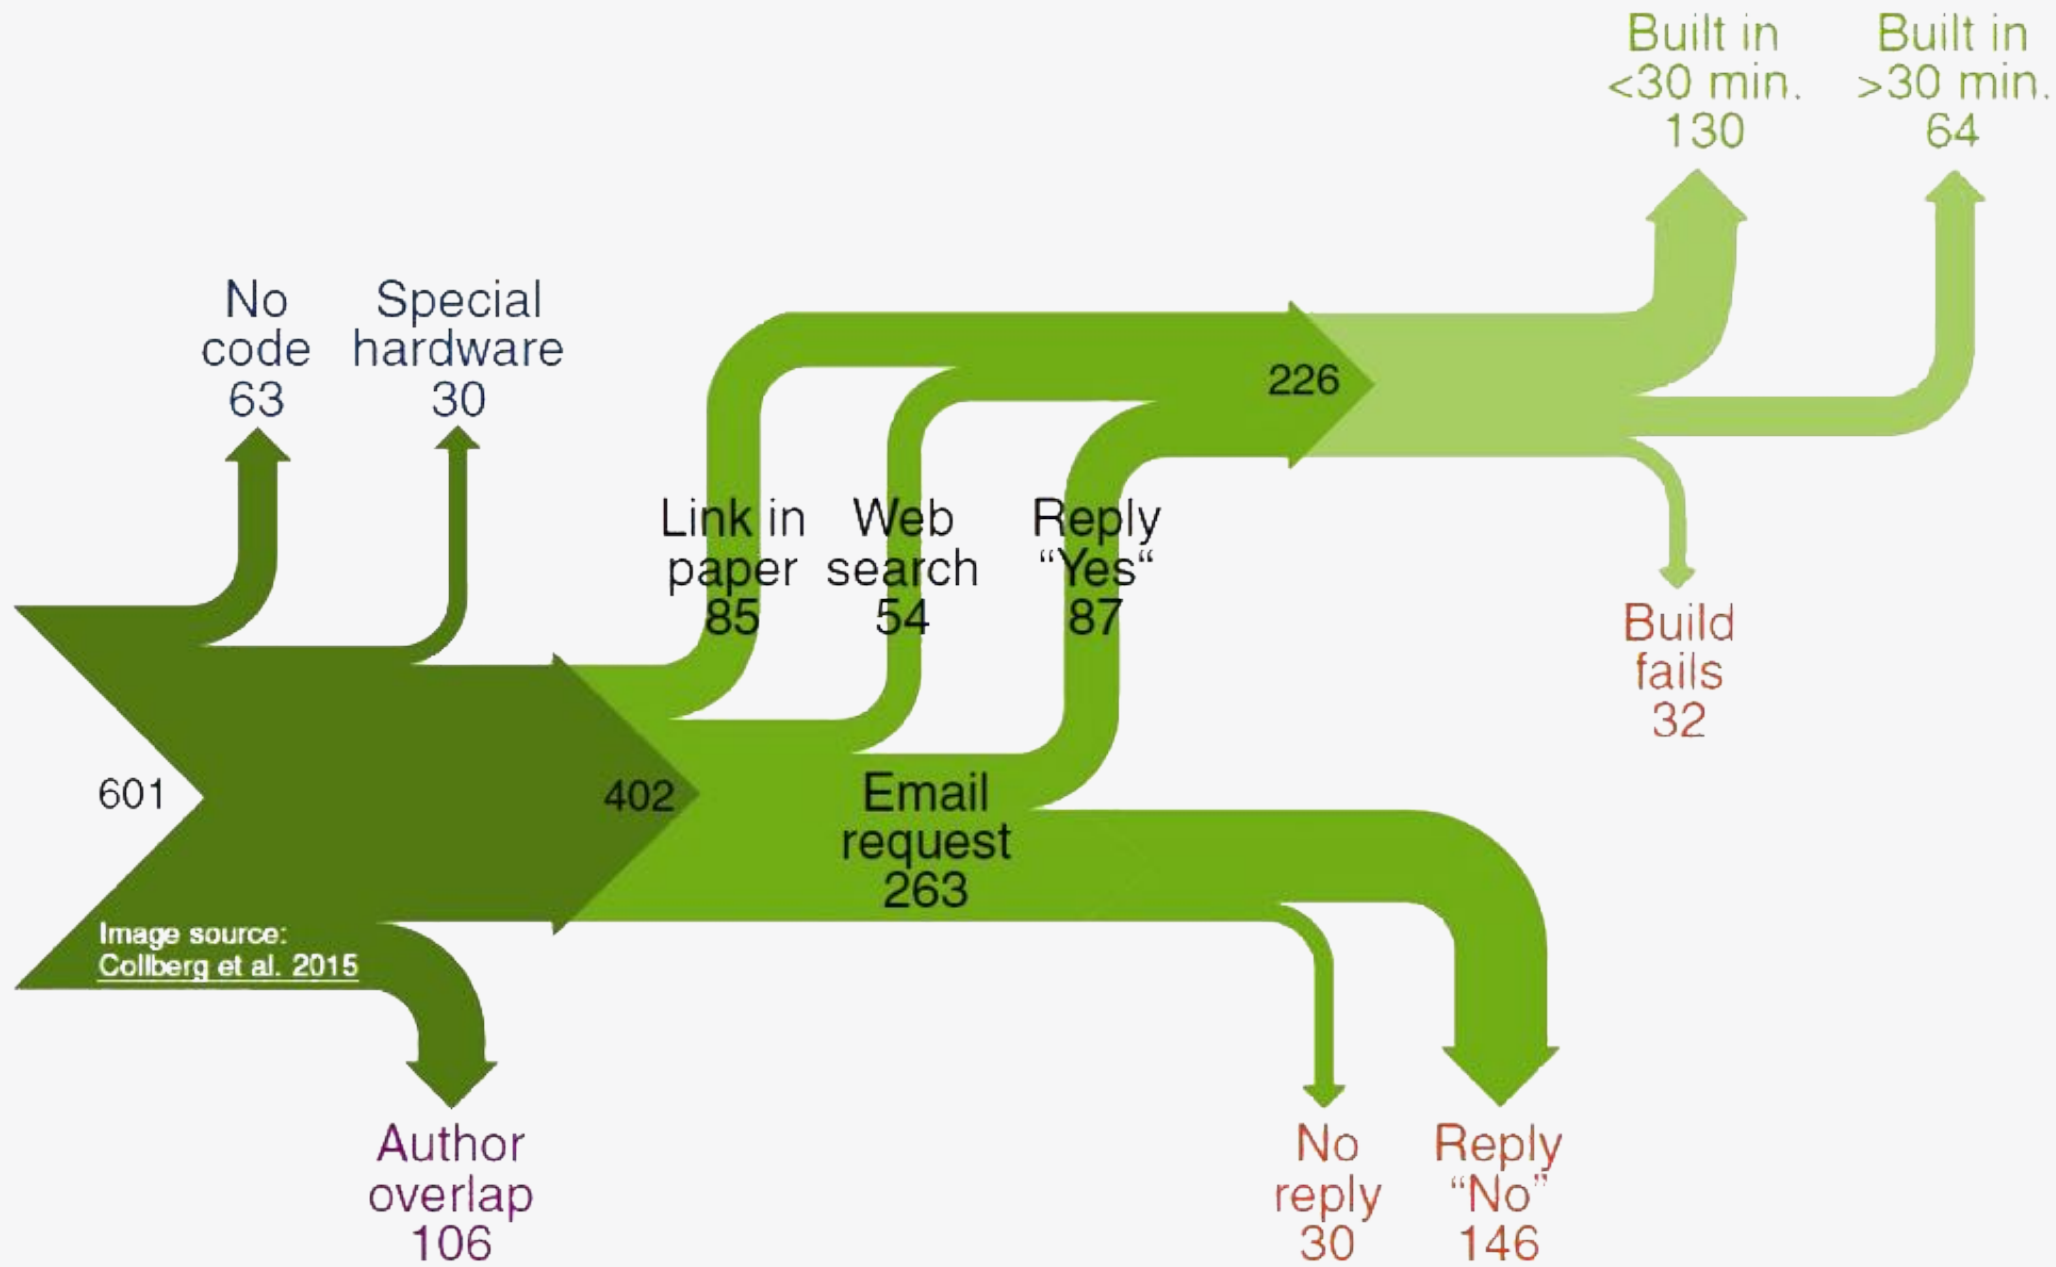 Built in
<30 min.
130
Built in
>30 min.
64
No
code
63
Special
hardware
30
226
Link in
paper
85
Web
search
54
Reply
“Yes“
87
Build
fails
32
601
402
Email
request
263
Image source:
Collberg et al. 2015
Author
overlap
106
No
reply
30
Reply
“No”
146